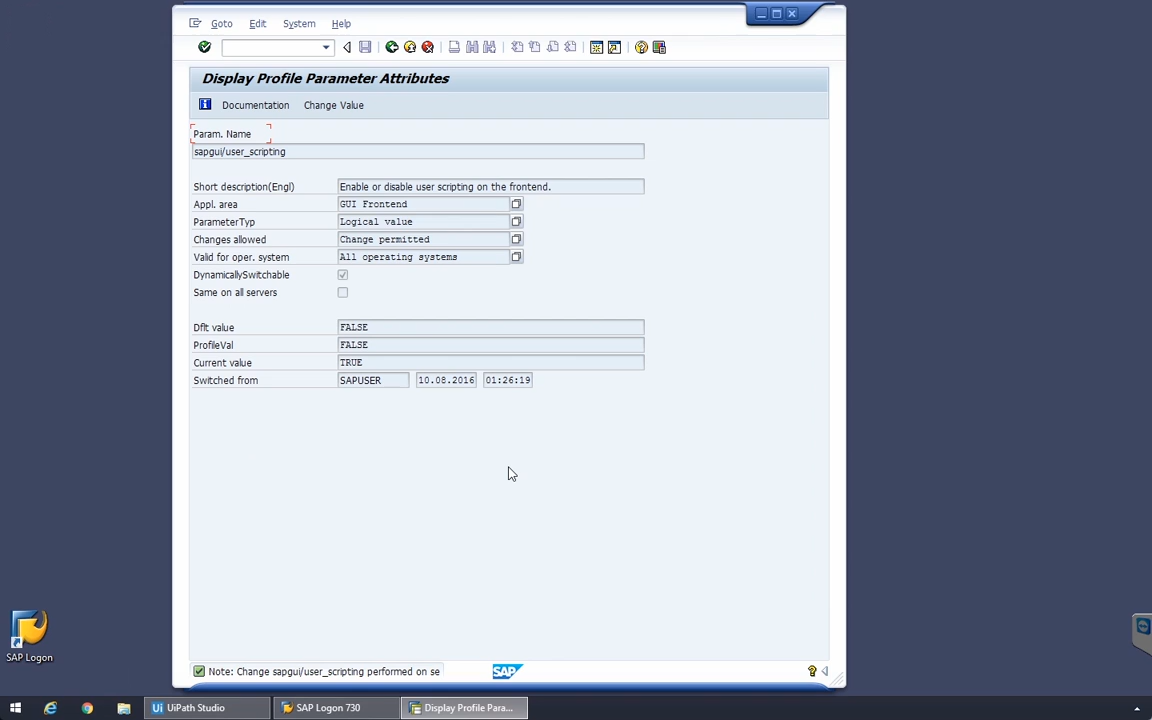 Goto Edit System Help
Display Profile Parameter Attributes
Documentation Change Value
Param. Name
sapgui/user_scripting
Short description(Engl) Enable or disable user scripting on the frontend.
Appl. area GUI Frontend
ParameterTyp Logical value
Changes allowed Change permitted
Valid for oper. system All operating systems
DynamicallySwitchable
Same on all servers
Dflt value FALSE
ProfileVal FALSE
Current value TRUE
Switched from SAPUSER 10.08.2016 01:26:19
SAP Logon
Note: Change sapgui/user_scripting performed on se SAP
Ui UiPath Studio SAP Logon 730 Display Profile Para...